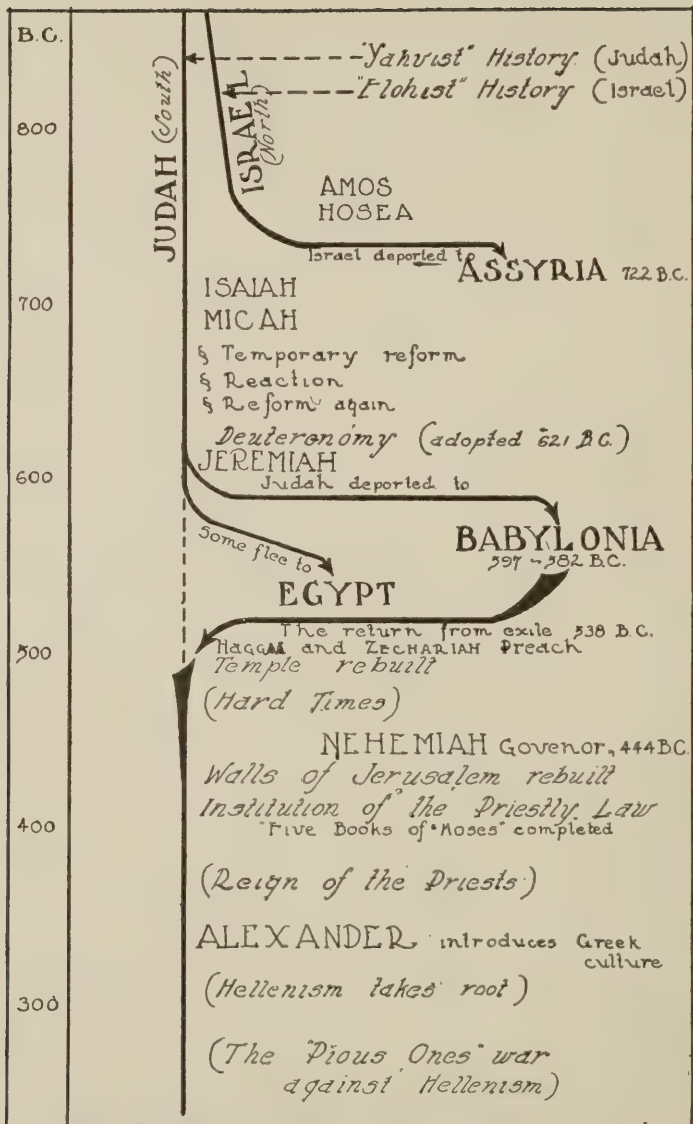 B.C.
"Yahvist" History (Judah)
"Elohist" History (Israel)
JUDAH (South)
ISRAEL
(North)
800
AMOS
HOSEA
Israel deported to
ASSYRIA 722 B.C.
700
ISAIAH
MICAH
§ Temporary reform
§ Reaction
§ Reform again
Deuteronomy (adopted 621 B.C.)
JEREMIAH
600
Judah deported to
Some flee to
BABYLONIA
597 - 582 B.C.
EGYPT
The return from exile 538 B.C.
500
HAGGAI and ZECHARIAH Preach
Temple rebuilt
(Hard Times)
NEHEMIAH Govenor, 444 B.C.
Walls of Jerusalem rebuilt
Institution of the Priestly Law
400
"Five Books of "Moses" completed
(Reign of the Priests)
ALEXANDER introduces Greek
culture
(Hellenism takes root)
300
(The "Pious Ones" war
against Hellenism)